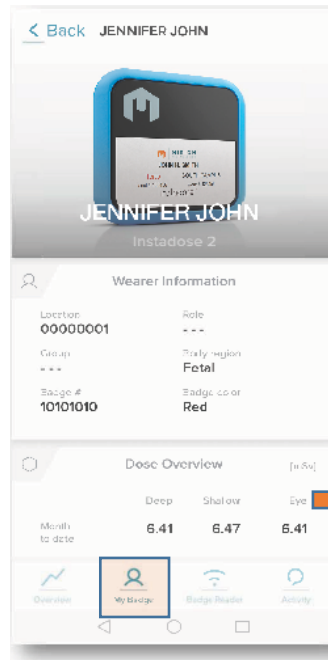 Back JENNIFER JOHN
JENNIFER JOHN
Instadose 2
Wearer Information
Location Role
00000001 ---
Group Body region
--- Fetal
Badge # Badge color
10101010 Red
Dose Overview [mSv]
Deep Shallow Eye
Month 6.41 6.47 6.41
to date
Overview My Badge Badge Reader Activity